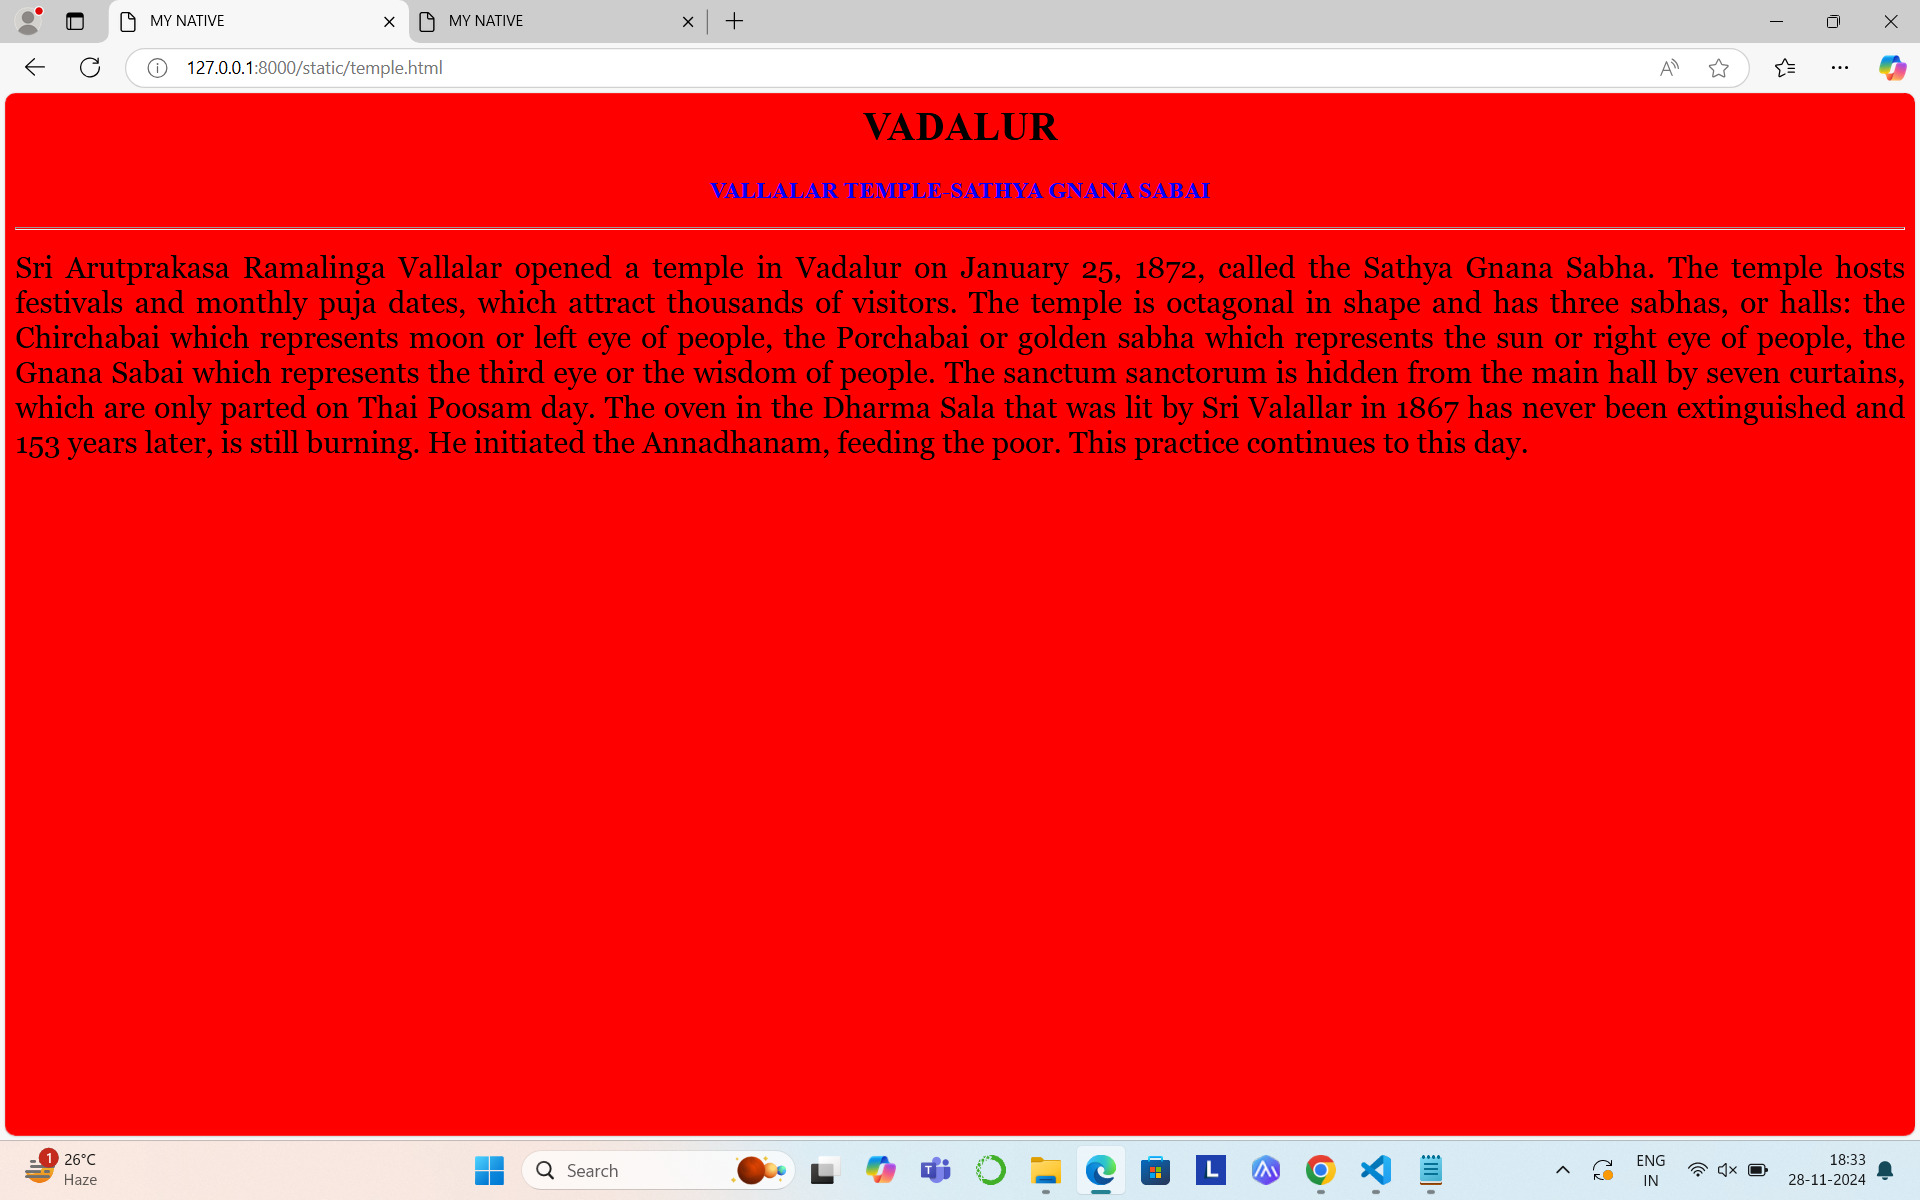 MY NATIVE
MY NATIVE
127.0.0.1:8000/static/temple.html
VADALUR
VALLALAR TEMPLE-SATHYA GNANA SABAI
Sri Arutprakasa Ramalinga Vallalar opened a temple in Vadalur on January 25, 1872, called the Sathya Gnana Sabha. The temple hosts
festivals and monthly puja dates, which attract thousands of visitors. The temple is octagonal in shape and has three sabhas, or halls: the
Chirchabai which represents moon or left eye of people, the Porchabai or golden sabha which represents the sun or right eye of people, the
Gnana Sabai which represents the third eye or the wisdom of people. The sanctum sanctorum is hidden from the main hall by seven curtains,
which are only parted on Thai Poosam day. The oven in the Dharma Sala that was lit by Sri Valallar in 1867 has never been extinguished and
153 years later, is still burning. He initiated the Annadhanam, feeding the poor. This practice continues to this day.
1
26°C
Haze
Search
L
ENG
IN
18:33
28-11-2024